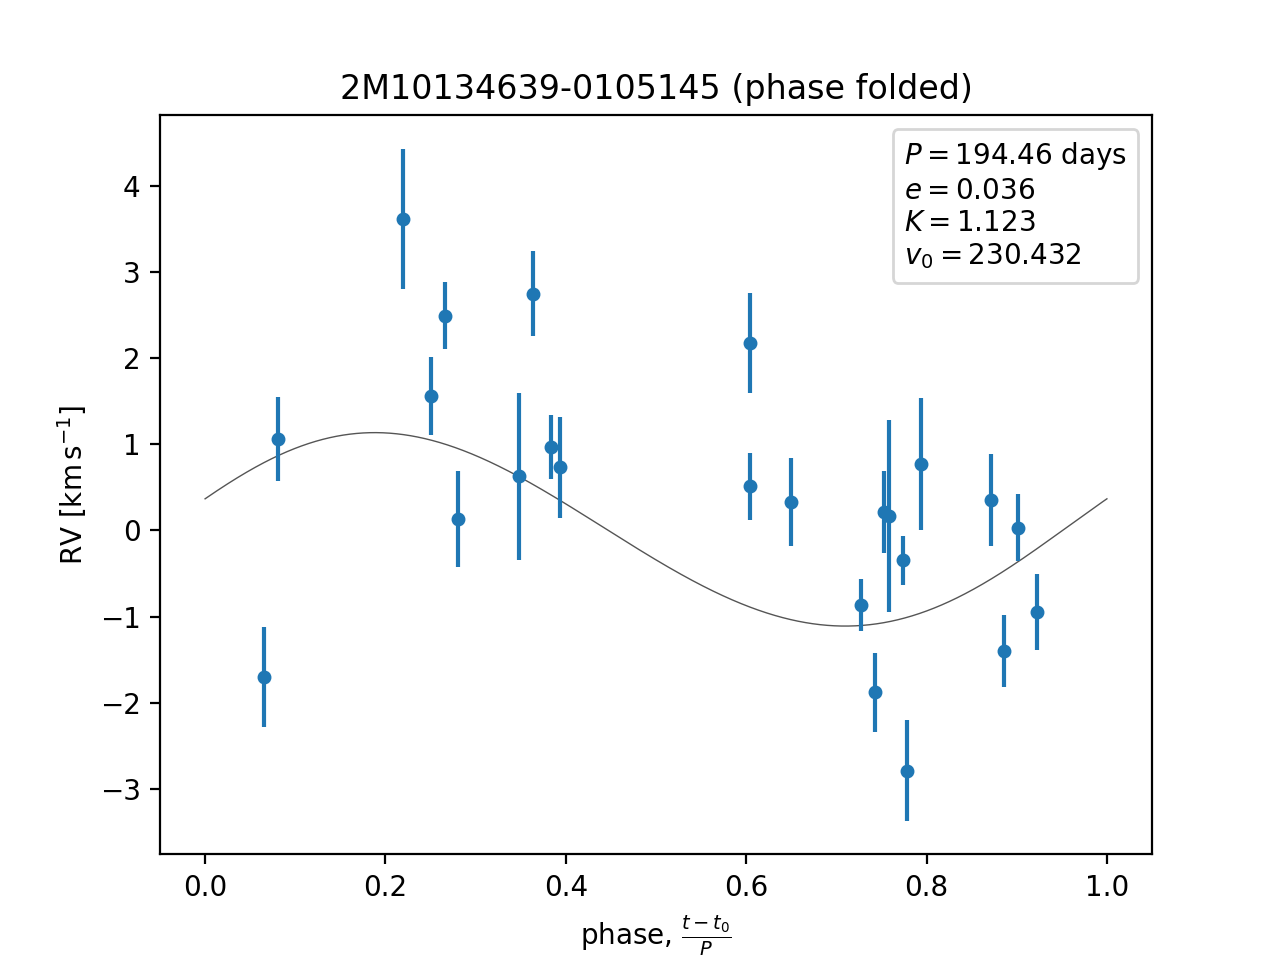 2M10134639-0105145 (phase folded)
P = 194.46 days
e = 0.036
K = 1.123
v₀ = 230.432
4
3
2
1
0
−1
−2
−3
RV [km s⁻¹]
0.0 0.2 0.4 0.6 0.8 1.0
phase, (t − t₀)/P